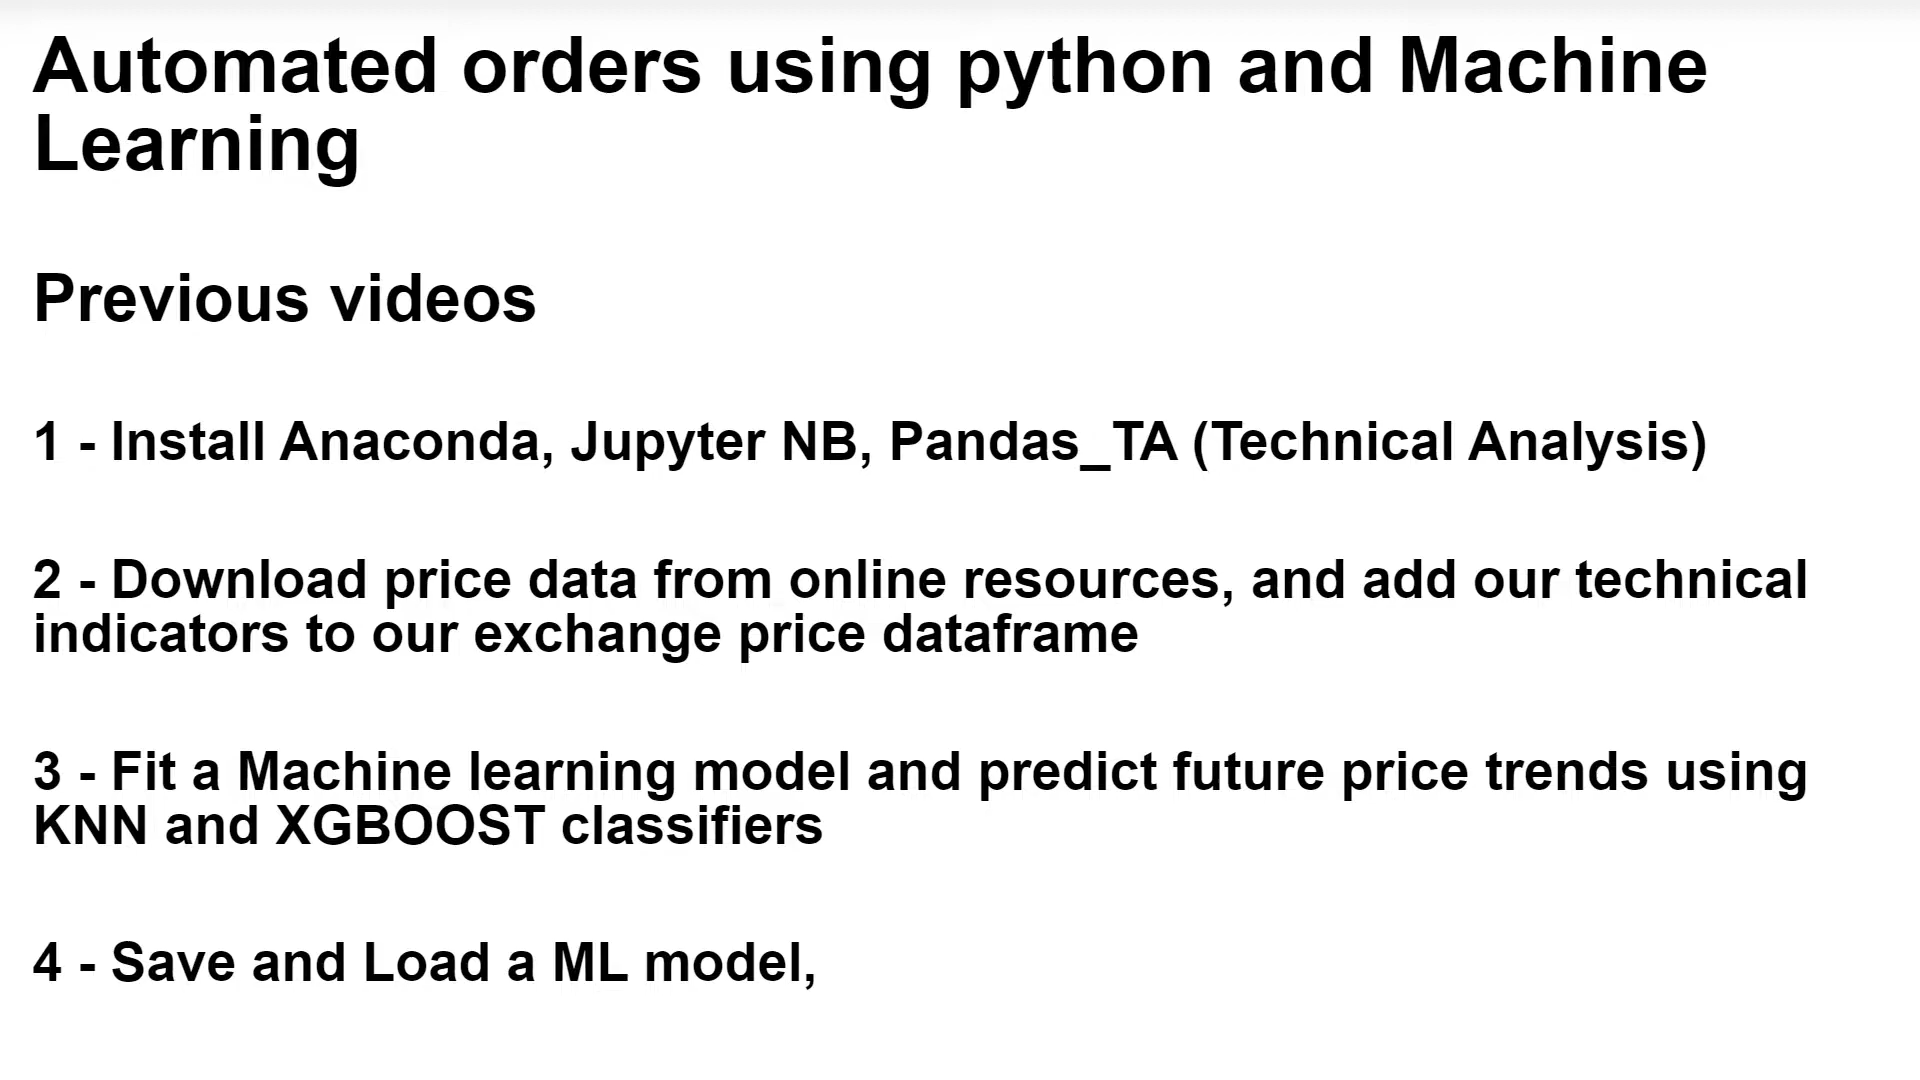 Automated orders using python and Machine
Learning
Previous videos
1 - Install Anaconda, Jupyter NB, Pandas_TA (Technical Analysis)
2 - Download price data from online resources, and add our technical
indicators to our exchange price dataframe
3 - Fit a Machine learning model and predict future price trends using
KNN and XGBOOST classifiers
4 - Save and Load a ML model,